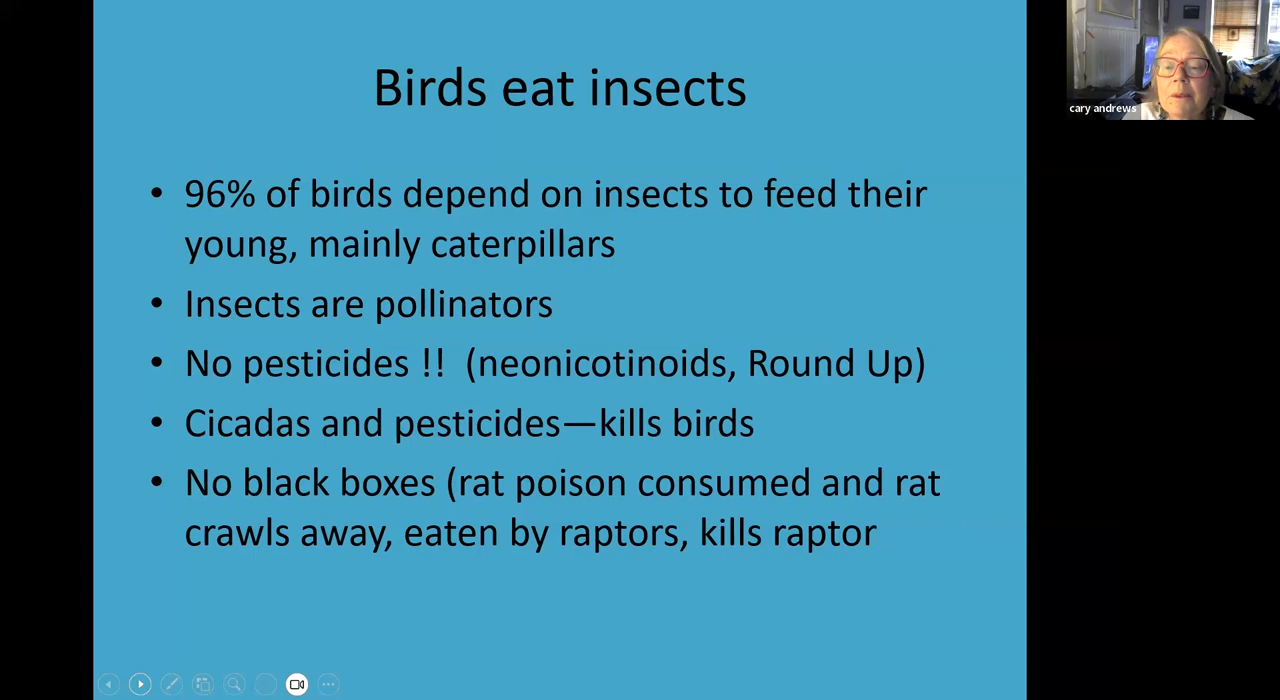 Birds eat insects
• 96% of birds depend on insects to feed their
young, mainly caterpillars
• Insects are pollinators
• No pesticides !!  (neonicotinoids, Round Up)
• Cicadas and pesticides—kills birds
• No black boxes (rat poison consumed and rat
crawls away, eaten by raptors, kills raptor
cary andrews